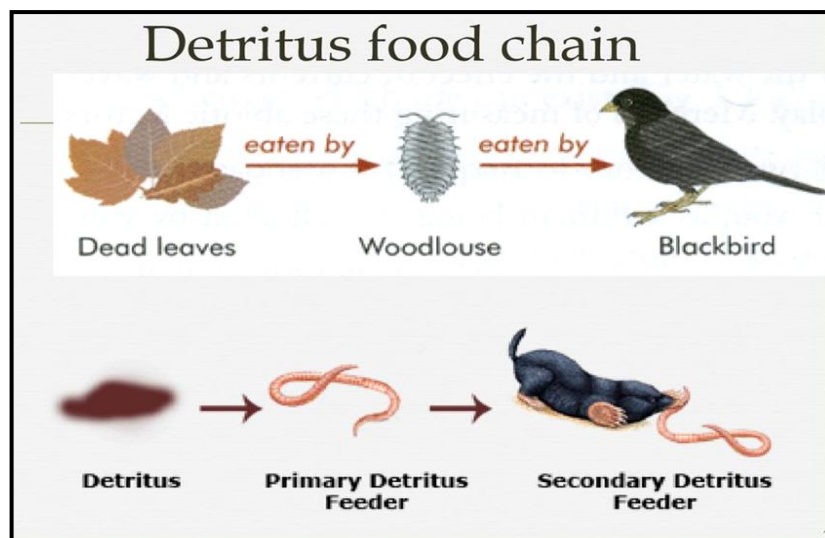 Detritus food chain
eaten by eaten by
Dead leaves Woodlouse Blackbird
Detritus Primary Detritus Feeder Secondary Detritus Feeder